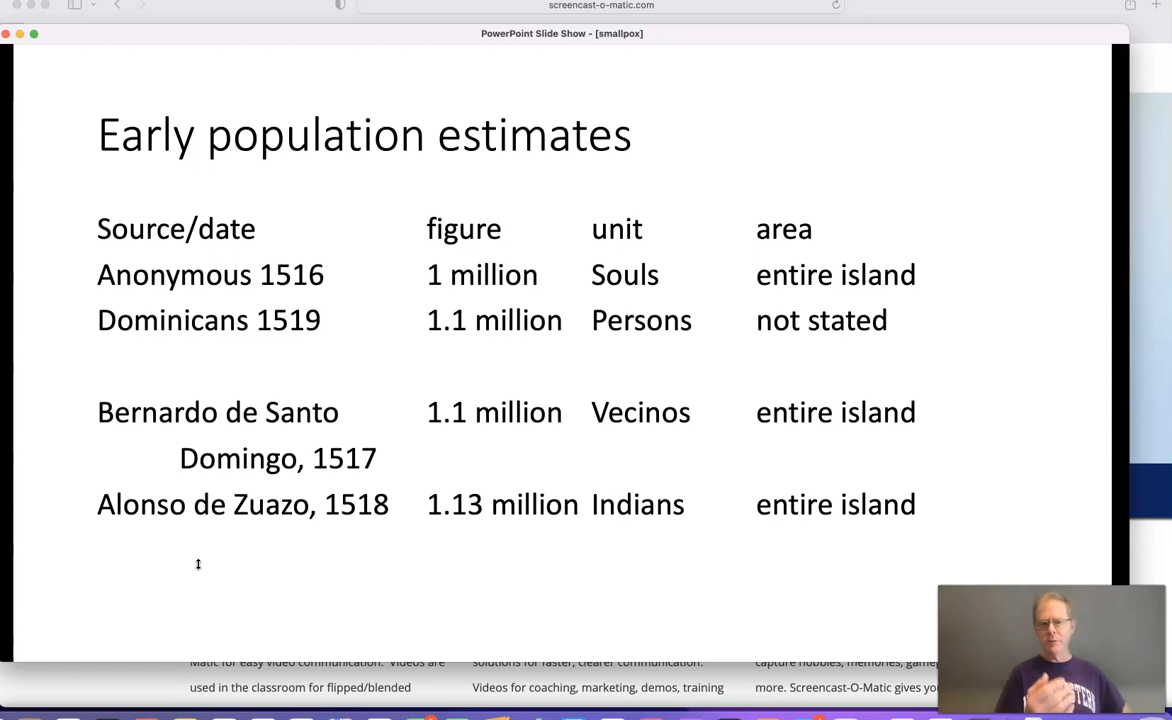 screencast-o-matic.com
PowerPoint Slide Show - [smallpox]
Early population estimates
Source/date figure unit area
Anonymous 1516 1 million Souls entire island
Dominicans 1519 1.1 million Persons not stated
Bernardo de Santo 1.1 million Vecinos entire island
Domingo, 1517
Alonso de Zuazo, 1518 1.13 million Indians entire island
Matic for easy video communication. Videos are solutions for faster, clearer communication. capture hobbies, memories,
used in the classroom for flipped/blended Videos for coaching, marketing, demos, training more. Screencast-O-Matic gives